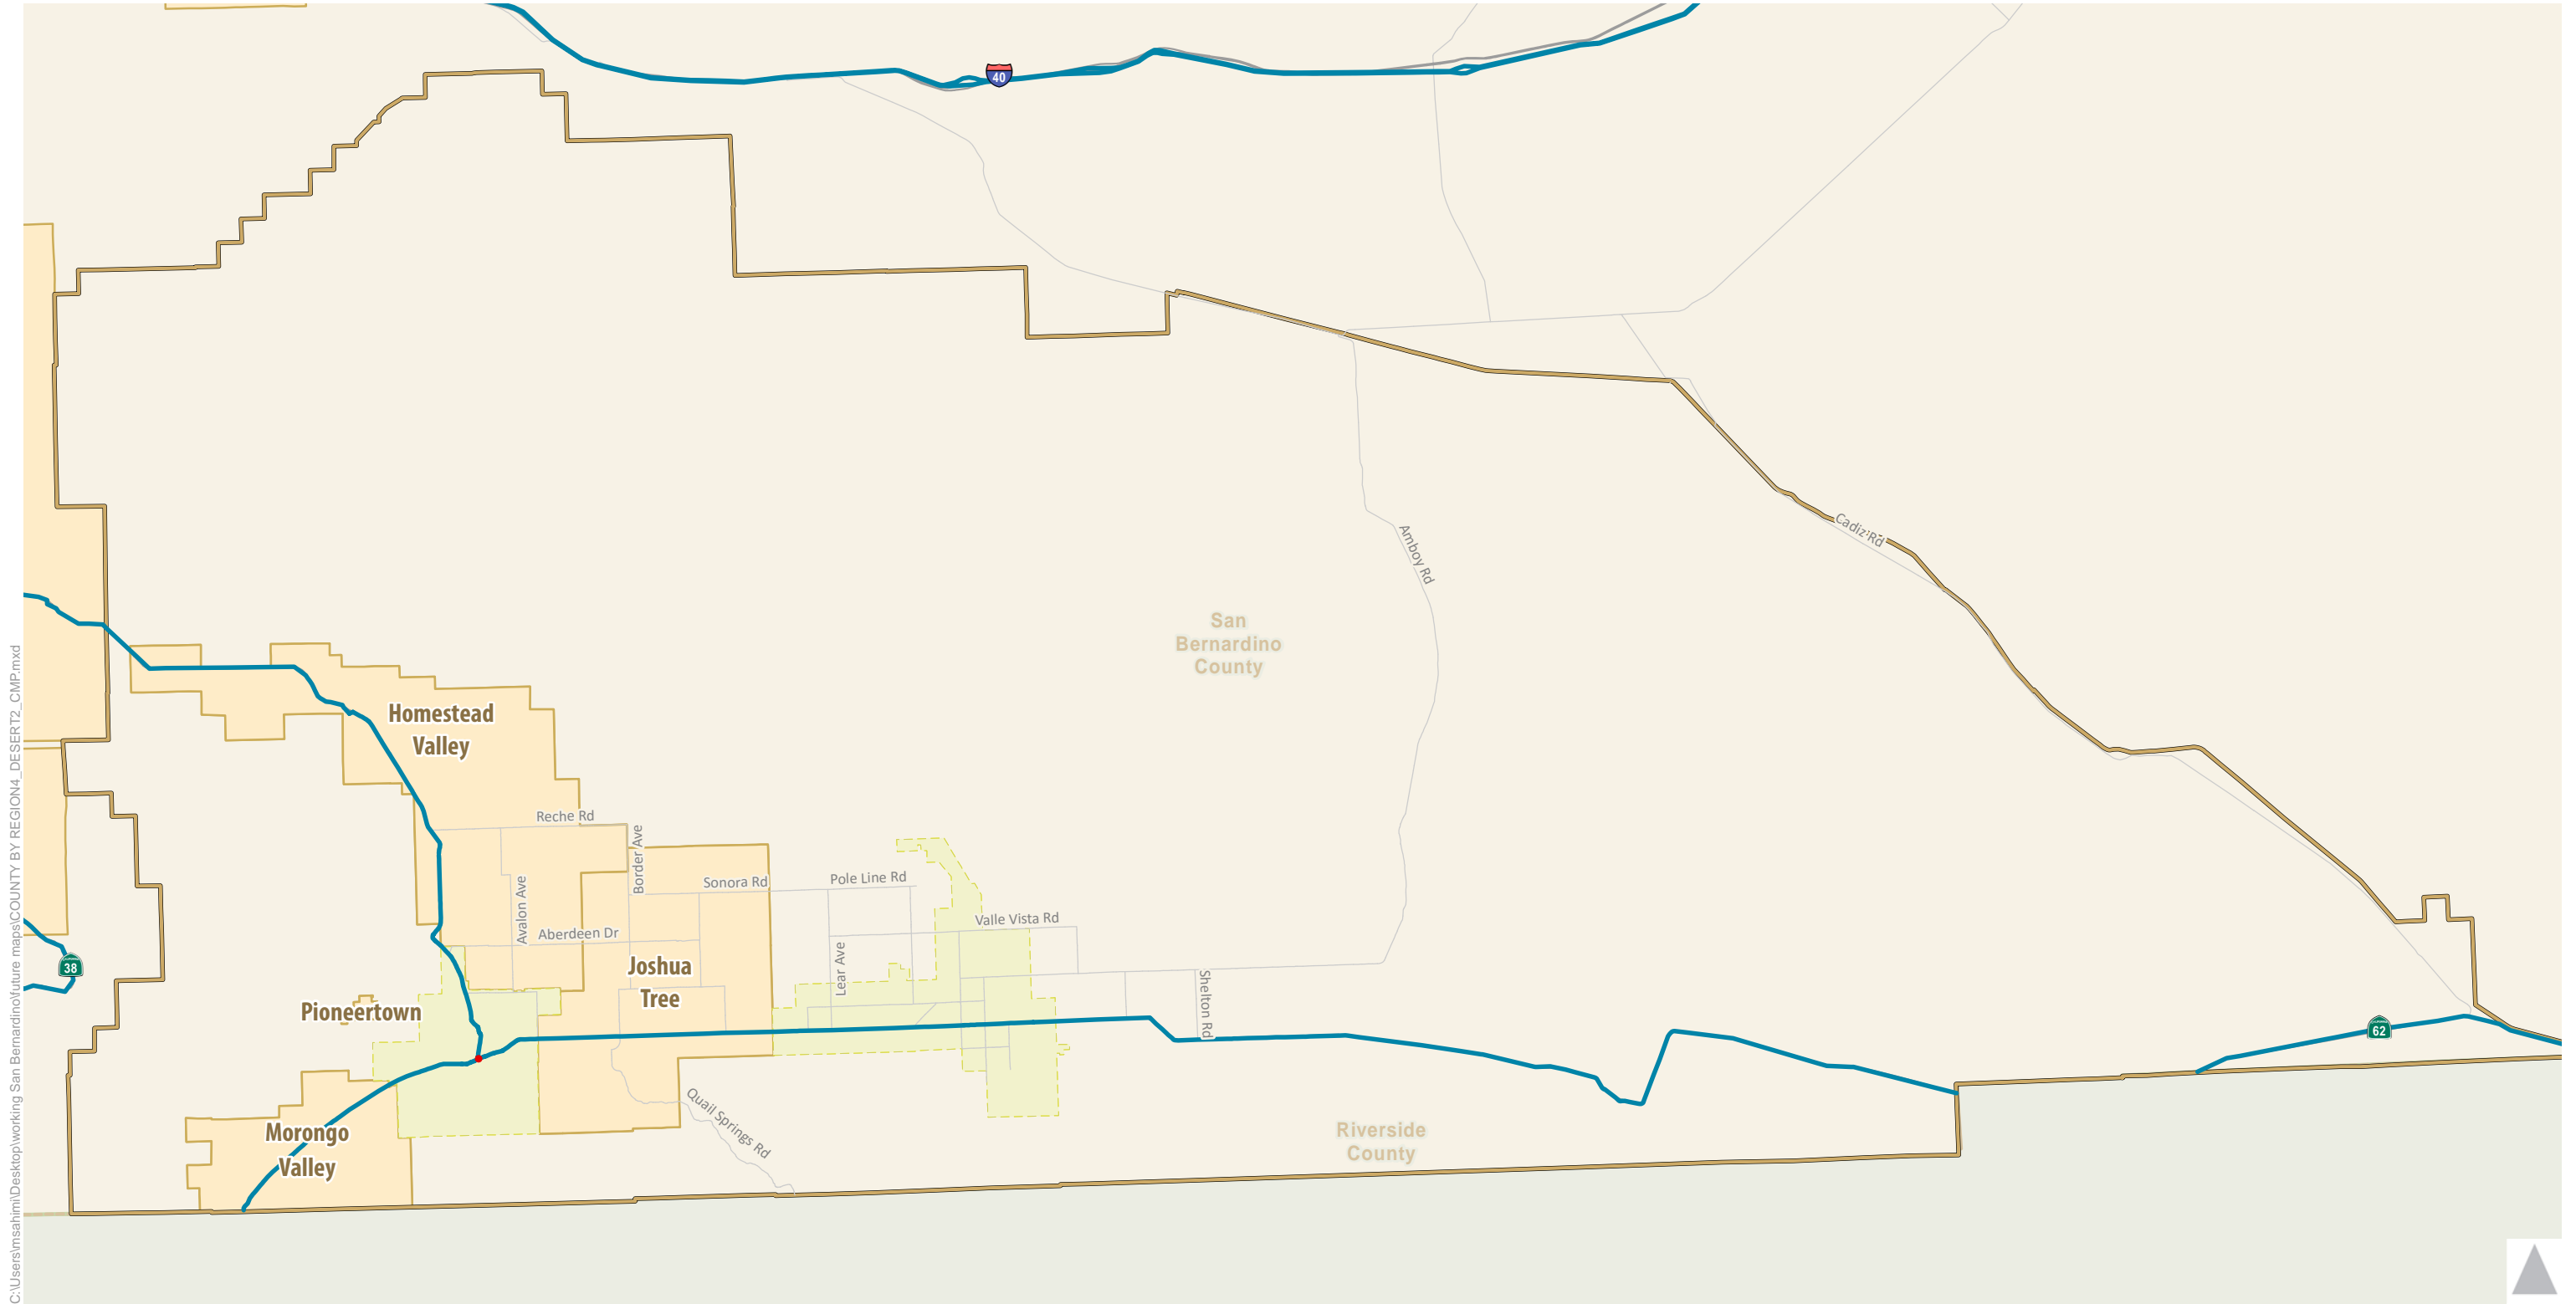 40
Cadiz Rd
Amboy Rd
San
Bernardino
County
Homestead
Valley
Reche Rd
Border Ave
Avalon Ave
Sonora Rd
Pole Line Rd
Valle Vista Rd
Aberdeen Dr
Lear Ave
Joshua
Tree
38
Shelton Rd
Pioneertown
62
Quail Springs Rd
Morongo
Valley
Riverside
County
C:\Users\msahimi\Desktop\working San Bernardino\future maps\COUNTY BY REGION4_DESERT2_CMP.mxd